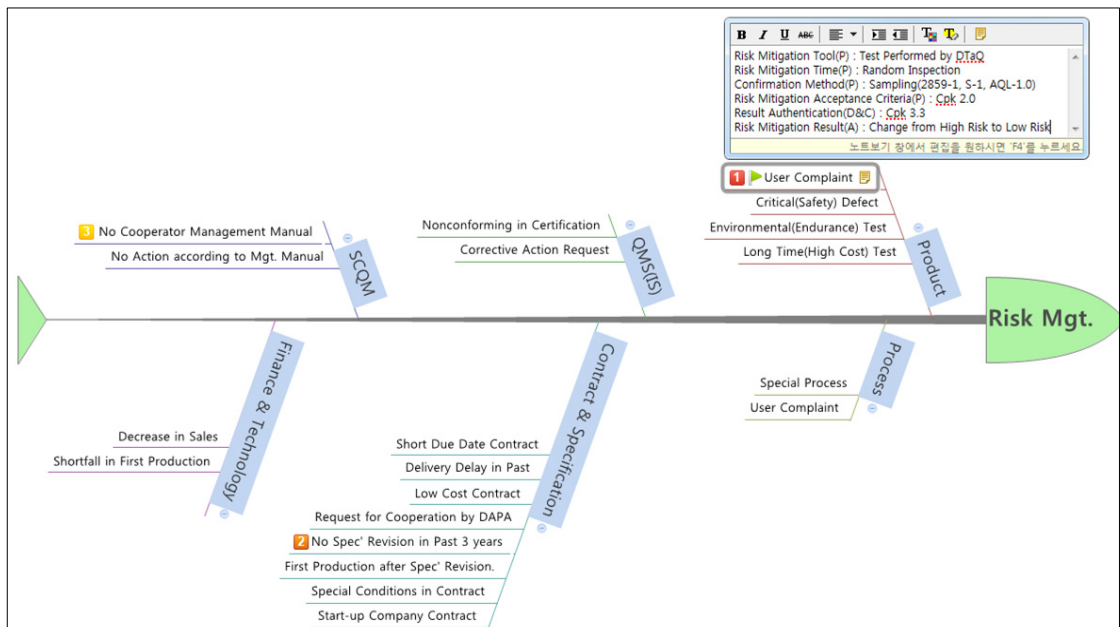 B I U ABC
Risk Mitigation Tool(P) : Test Performed by DTaQ
Risk Mitigation Time(P) : Random Inspection
Confirmation Method(P) : Sampling(2859-1, S-1, AQL-1.0)
Risk Mitigation Acceptance Criteria(P) : Cpk 2.0
Result Authentication(D&C) : Cpk 3.3
Risk Mitigation Result(A) : Change from High Risk to Low Risk
노트보기 창에서 편집을 원하시면 'F4'를 누르세요.
1 User Complaint
Critical(Safety) Defect
Environmental(Endurance) Test
Long Time(High Cost) Test
Product
Nonconforming in Certification
Corrective Action Request
QMS(IS)
3 No Cooperator Management Manual
No Action according to Mgt. Manual
SCQM
Risk Mgt.
Finance & Technology
Decrease in Sales
Shortfall in First Production
Contract & Specification
Short Due Date Contract
Delivery Delay in Past
Low Cost Contract
Request for Cooperation by DAPA
2 No Spec' Revision in Past 3 years
First Production after Spec' Revision.
Special Conditions in Contract
Start-up Company Contract
Process
Special Process
User Complaint